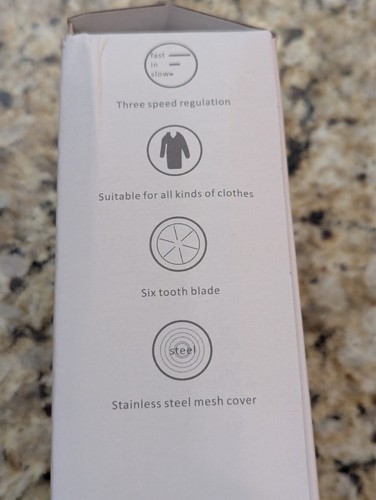 fast
in
slow
Three speed regulation
Suitable for all kinds of clothes
Six tooth blade
steel
Stainless steel mesh cover